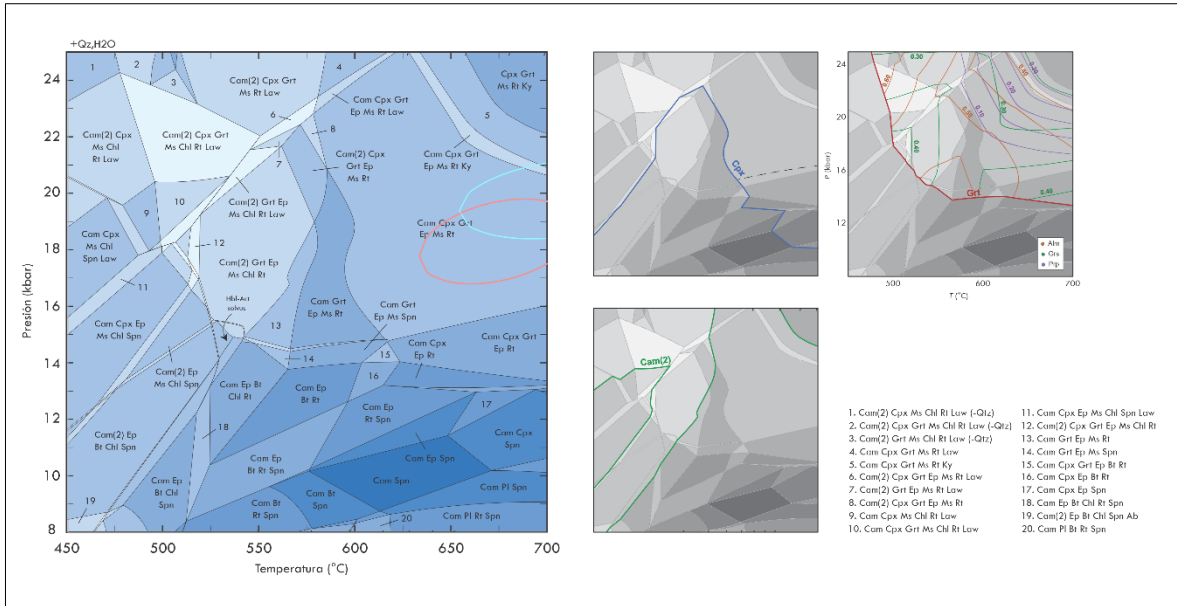 +Qz,H2O
Presión (kbar)
24
22
20
18
16
14
12
10
8
1
2
3
Cam(2) Cpx Grt
Ms Rt Law
4
Cpx Grt
Ms Rt Ky
6
Cam Cpx Grt
Ep Ms Rt Law
5
Cam(2) Cpx
Ms Chl
Rt Law
Cam(2) Cpx Grt
Ms Chl Rt Law
7
8
Cam(2) Cpx
Grt Ep
Ms Rt
Cam Cpx Grt
Ep Ms Rt Ky
9
10
Cam(2) Grt Ep
Ms Chl Rt Law
Cam Cpx
Ms Chl
Spn Law
12
Cam Cpx Grt
Ep Ms Rt
11
Cam(2) Grt Ep
Ms Chl Rt
Hbl-Act
solvus
Cam Cpx Ep
Ms Chl Spn
13
Cam Grt
Ep Ms Rt
Cam Grt
Ep Ms Spn
Cam(2) Ep
Ms Chl Spn
14
15
Cam Cpx Grt
Ep Rt
Cam Cpx
Ep Rt
16
Cam Ep Bt
Chl Rt
Cam Ep
Bt Rt
Cam Ep
Rt Spn
17
Cam(2) Ep
Bt Chl Spn
18
Cam Cpx
Spn
Cam Ep
Bt Rt Spn
Cam Ep Spn
Cam Ep
Bt Chl
Spn
Cam Spn
19
Cam Bt
Rt Spn
Cam Bt
Spn
Cam Pl Spn
20
Cam Pl Rt Spn
450
500
550
600
650
700
Temperatura (°C)
Cpx
Cam(2)
P (kbar)
24
20
16
12
0.60
0.30
0.20
0.20
0.10
0.30
0.30
0.40
0.40
Grt
Alm
Grs
Prp
500
600
700
T (°C)
1. Cam(2) Cpx Ms Chl Rt Law (-Qtz)
2. Cam(2) Cpx Grt Ms Chl Rt Law (-Qtz)
3. Cam(2) Grt Ms Chl Rt Law (-Qtz)
4. Cam Cpx Grt Ms Rt Law
5. Cam Cpx Grt Ms Rt Ky
6. Cam(2) Cpx Grt Ep Ms Rt Law
7. Cam(2) Grt Ep Ms Rt Law
8. Cam(2) Cpx Grt Ep Ms Rt
9. Cam Cpx Ms Chl Rt Law
10. Cam Cpx Grt Ms Chl Rt Law
11. Cam Cpx Ep Ms Chl Spn Law
12. Cam(2) Cpx Grt Ep Ms Chl Rt
13. Cam Grt Ep Ms Rt
14. Cam Grt Ep Ms Spn
15. Cam Cpx Grt Ep Bt Rt
16. Cam Cpx Ep Bt Rt
17. Cam Cpx Ep Spn
18. Cam Ep Bt Chl Rt Spn
19. Cam(2) Ep Bt Chl Spn Ab
20. Cam Pl Bt Rt Spn